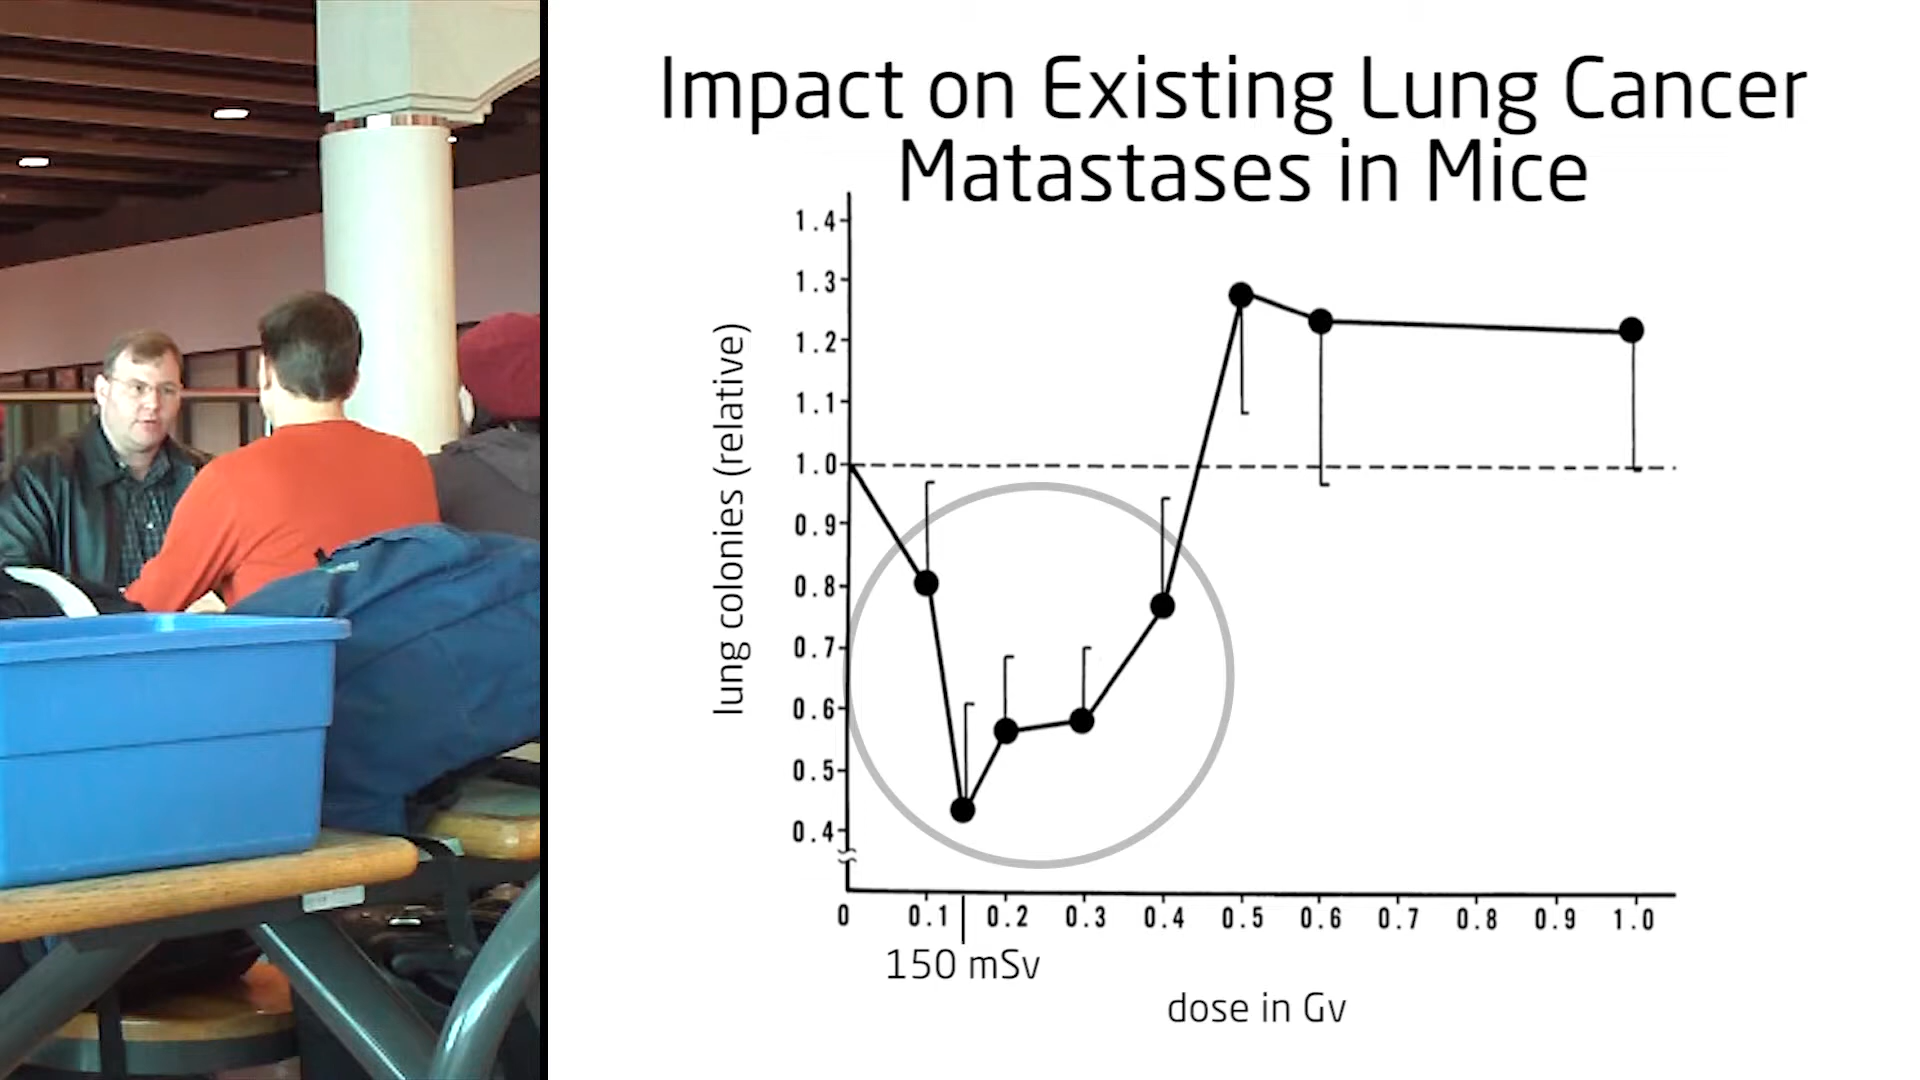 Impact on Existing Lung Cancer
Matastases in Mice
lung colonies (relative)
1.4
1.3
1.2
1.1
1.0
0.9
0.8
0.7
0.6
0.5
0.4
0 0.1 0.2 0.3 0.4 0.5 0.6 0.7 0.8 0.9 1.0
150 mSv
dose in Gv